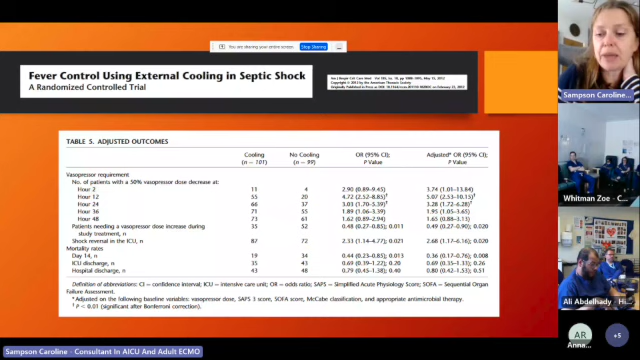 You are sharing your entire screen Stop Sharing
Fever Control Using External Cooling in Septic Shock
A Randomized Controlled Trial
Copyright © 2012 by the American Thoracic Society
TABLE 5. ADJUSTED OUTCOMES
Cooling No Cooling OR (95% CI); Adjusted* OR (95% CI);
(n = 101) (n = 99) P Value P Value
Vasopressor requirement
No. of patients with a 50% vasopressor dose decrease at:
Hour 2 11 4 2.90 (0.89–9.45) 3.74 (1.01–13.84)
Hour 12 55 20 4.72 (2.52–8.85)† 5.07 (2.53–10.15)†
Hour 24 66 37 3.03 (1.70–5.39)† 3.28 (1.72–6.28)†
Hour 36 71 55 1.89 (1.06–3.39) 1.95 (1.05–3.65)
Hour 48 73 61 1.62 (0.89–2.94) 1.65 (0.88–3.15)
Patients needing a vasopressor dose increase during 35 52 0.48 (0.27–0.85); 0.011 0.49 (0.27–0.90); 0.020
study treatment, n
Shock reversal in the ICU, n 87 72 2.33 (1.14–4.77); 0.021 2.68 (1.17–6.16); 0.020
Mortality rates
Day 14, n 19 34 0.44 (0.23–0.85); 0.013 0.36 (0.17–0.76); 0.008
ICU discharge, n 35 43 0.69 (0.39–1.22); 0.20 0.69 (0.35–1.33); 0.26
Hospital discharge, n 43 48 0.79 (0.45–1.38); 0.40 0.80 (0.42–1.53); 0.51
Definition of abbreviations: CI = confidence interval; ICU = intensive care unit; OR = odds ratio; SAPS = Simplified Acute Physiology Score; SOFA = Sequential Organ
Failure Assessment.
* Adjusted on the following baseline variables: vasopressor dose, SAPS 3 score, SOFA score, McCabe classification, and appropriate antimicrobial therapy.
† P < 0.01 (significant after Bonferroni correction).
Sampson Caroline...
Whitman Zoe...
Ali Abdelhady - Hi...
AR
Anna...
+5
Sampson Caroline - Consultant In AICU And Adult ECMO